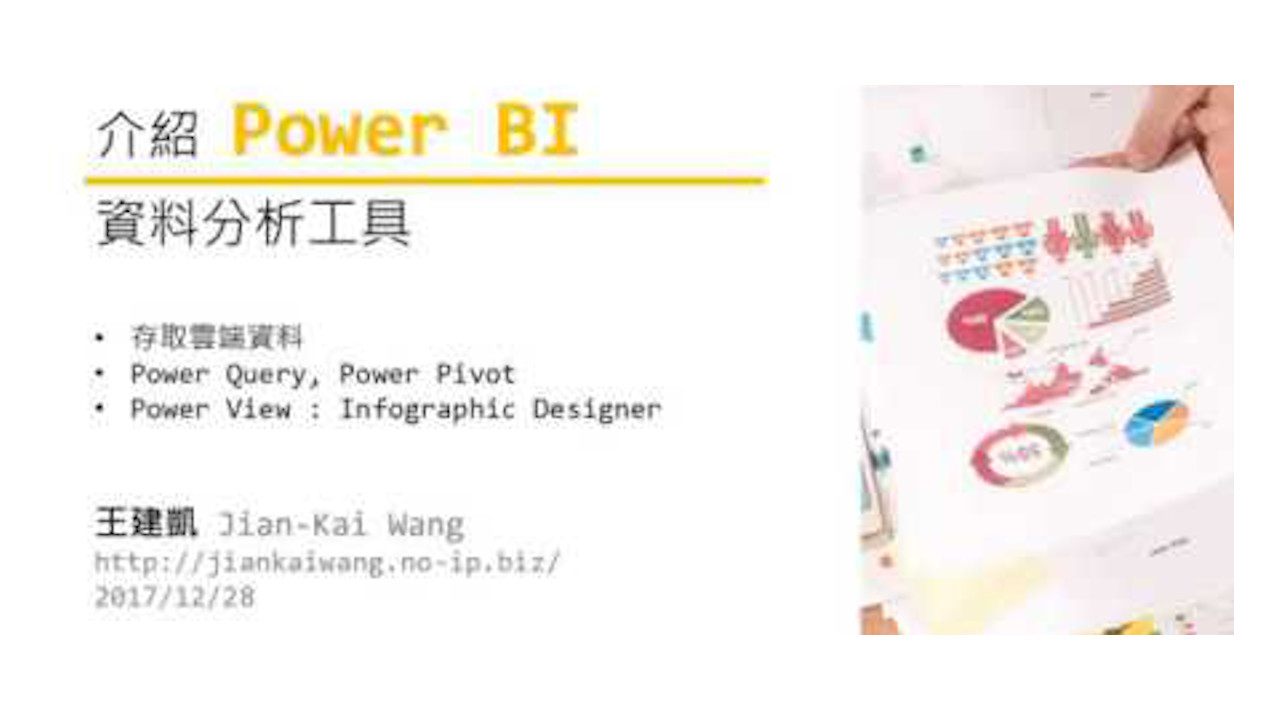 介紹 Power BI
資料分析工具
• 存取雲端資料
• Power Query, Power Pivot
• Power View : Infographic Designer
王建凱 Jian-Kai Wang
http://jiankaiwang.no-ip.biz/
2017/12/28